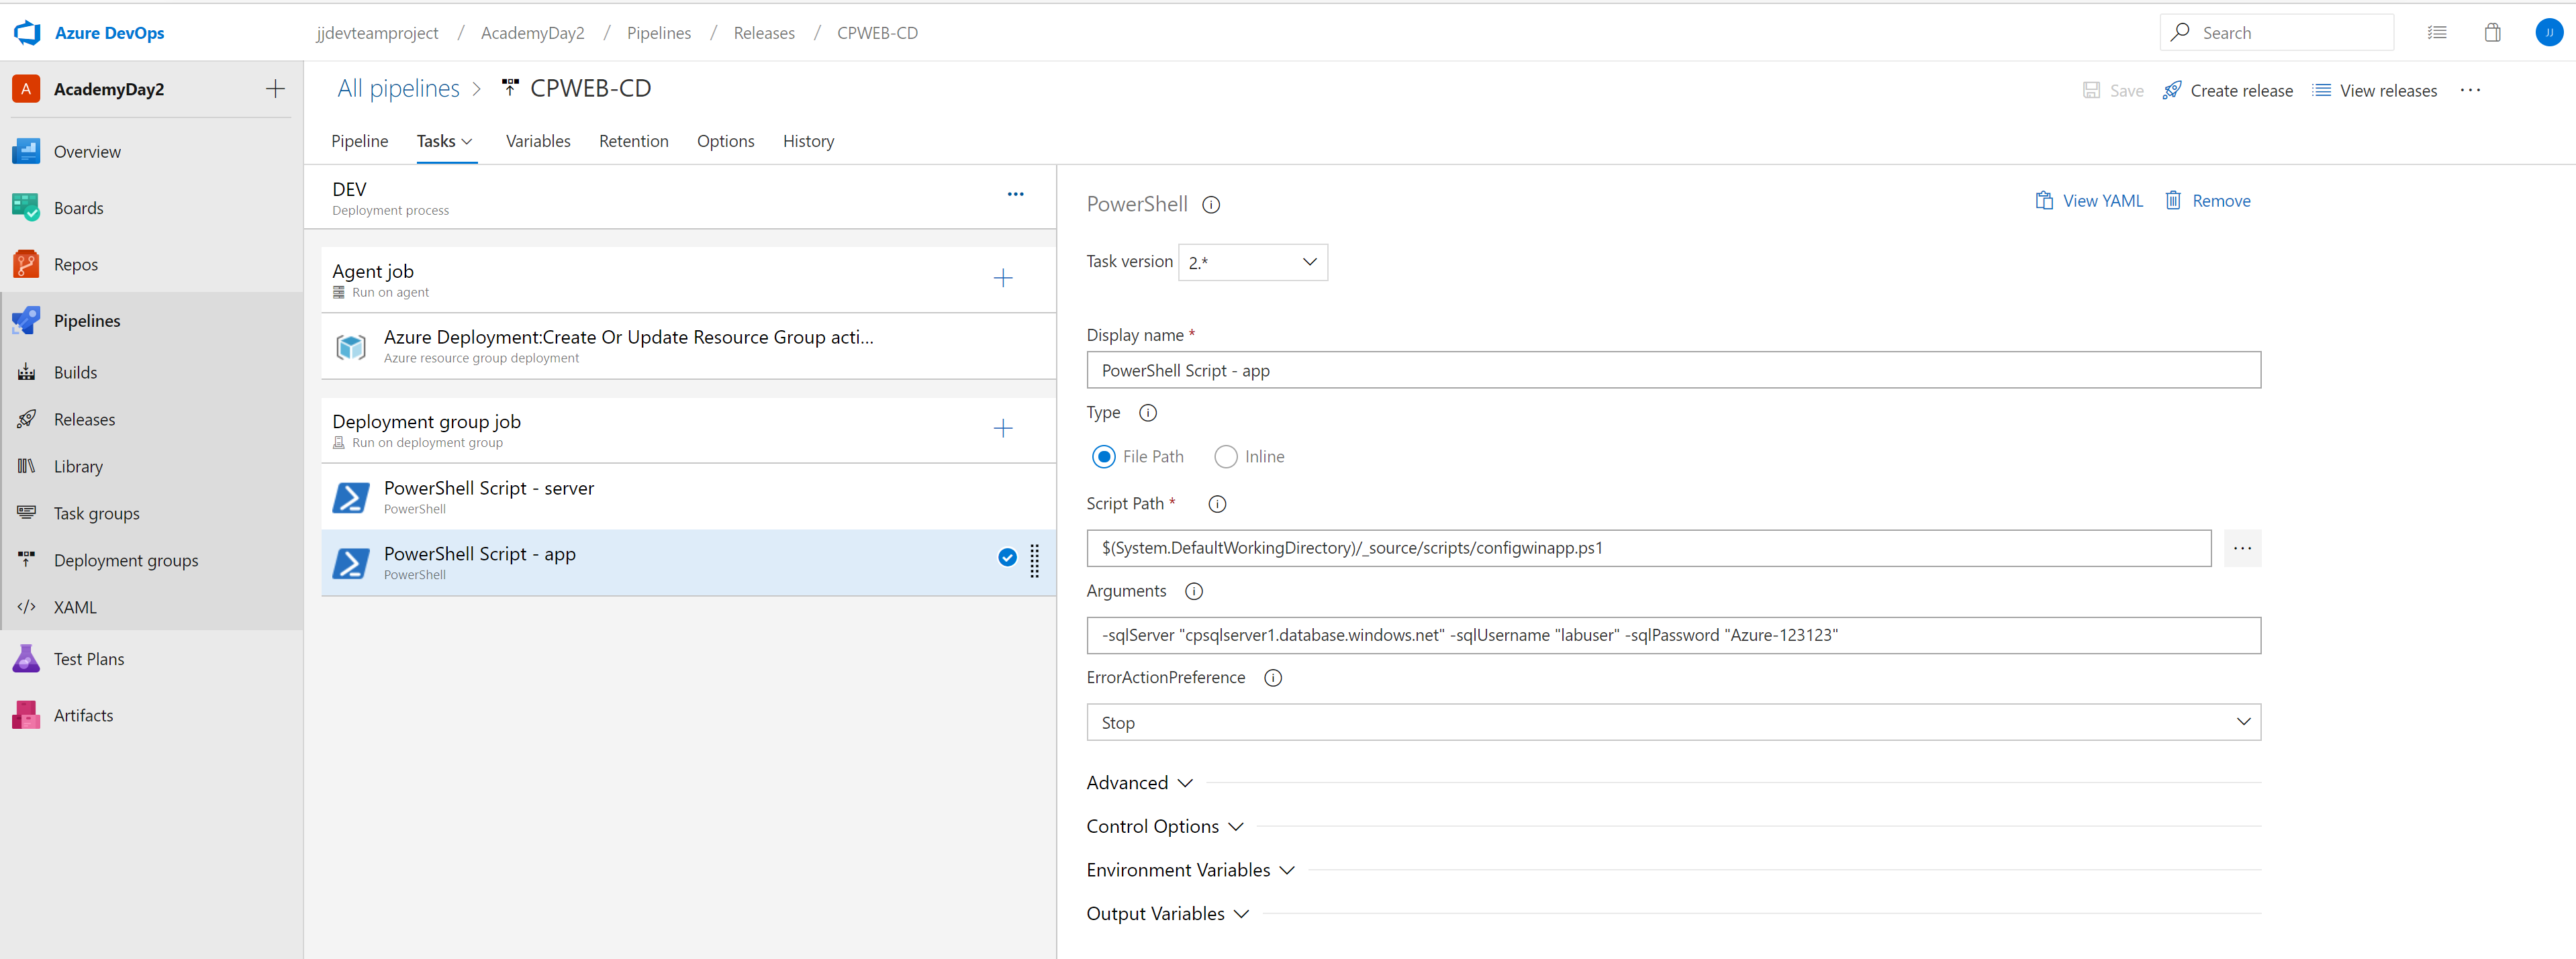 Azure DevOps
jjdevteamproject / AcademyDay2 / Pipelines / Releases / CPWEB-CD
Search
JJ
A AcademyDay2
Overview
Boards
Repos
Pipelines
Builds
Releases
Library
Task groups
Deployment groups
XAML
Test Plans
Artifacts
All pipelines > CPWEB-CD
Save Create release View releases ...
Pipeline Tasks Variables Retention Options History
DEV
Deployment process
Agent job
Run on agent
Azure Deployment:Create Or Update Resource Group acti...
Azure resource group deployment
Deployment group job
Run on deployment group
PowerShell Script - server
PowerShell
PowerShell Script - app
PowerShell
PowerShell
View YAML Remove
Task version 2.*
Display name *
PowerShell Script - app
Type
File Path Inline
Script Path *
$(System.DefaultWorkingDirectory)/_source/scripts/configwinapp.ps1
Arguments
-sqlServer "cpsqlserver1.database.windows.net" -sqlUsername "labuser" -sqlPassword "Azure-123123"
ErrorActionPreference
Stop
Advanced
Control Options
Environment Variables
Output Variables